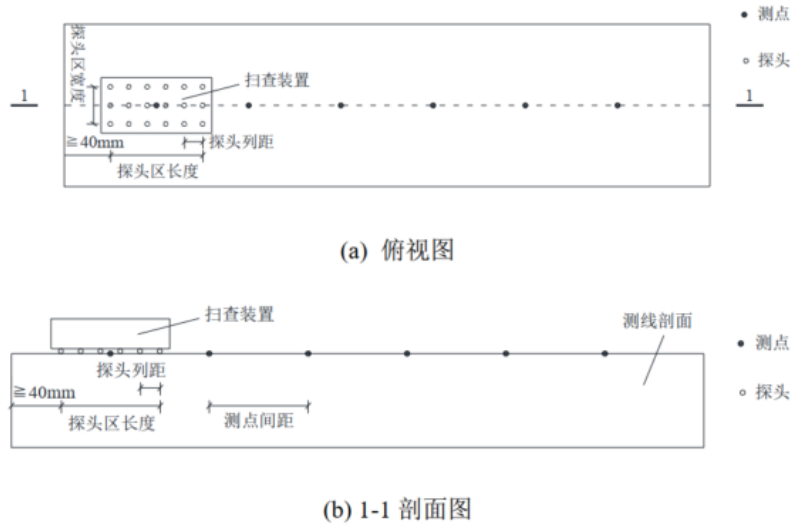 测点
探头
探头区宽度
扫查装置
1
1
≧40mm
探头列距
探头区长度
(a) 俯视图
扫查装置
测线剖面
测点
探头列距
≧40mm
探头
探头区长度
测点间距
(b) 1-1 剖面图